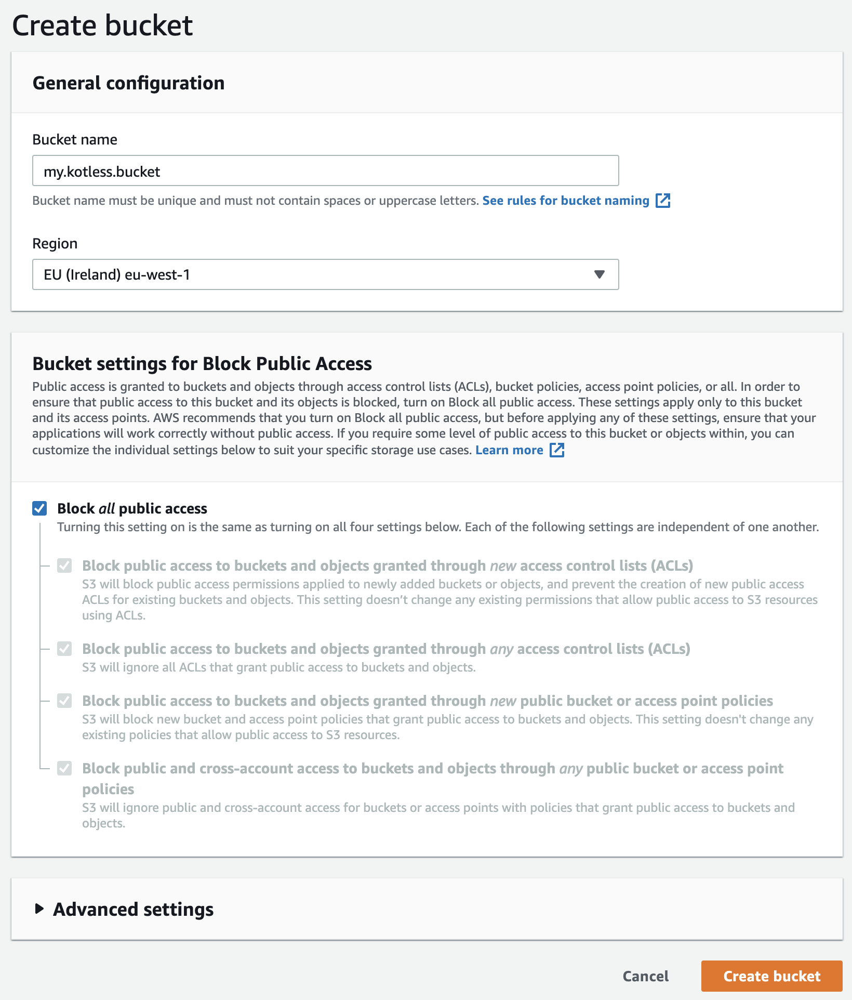 Create bucket
General configuration
Bucket name
my.kotless.bucket
Bucket name must be unique and must not contain spaces or uppercase letters. See rules for bucket naming
Region
EU (Ireland) eu-west-1
Bucket settings for Block Public Access
Public access is granted to buckets and objects through access control lists (ACLs), bucket policies, access point policies, or all. In order to
ensure that public access to this bucket and its objects is blocked, turn on Block all public access. These settings apply only to this bucket
and its access points. AWS recommends that you turn on Block all public access, but before applying any of these settings, ensure that your
applications will work correctly without public access. If you require some level of public access to this bucket or objects within, you can
customize the individual settings below to suit your specific storage use cases. Learn more
Block all public access
Turning this setting on is the same as turning on all four settings below. Each of the following settings are independent of one another.
Block public access to buckets and objects granted through new access control lists (ACLs)
S3 will block public access permissions applied to newly added buckets or objects, and prevent the creation of new public access
ACLs for existing buckets and objects. This setting doesn’t change any existing permissions that allow public access to S3 resources
using ACLs.
Block public access to buckets and objects granted through any access control lists (ACLs)
S3 will ignore all ACLs that grant public access to buckets and objects.
Block public access to buckets and objects granted through new public bucket or access point policies
S3 will block new bucket and access point policies that grant public access to buckets and objects. This setting doesn't change any
existing policies that allow public access to S3 resources.
Block public and cross-account access to buckets and objects through any public bucket or access point
policies
S3 will ignore public and cross-account access for buckets or access points with policies that grant public access to buckets and
objects.
Advanced settings
Cancel
Create bucket